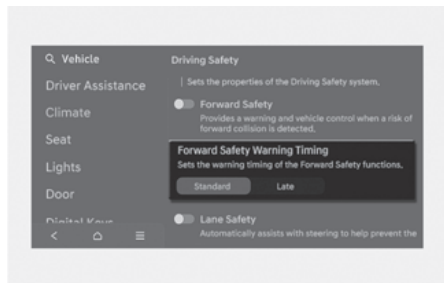 Vehicle
Driver Assistance
Climate
Seat
Lights
Door
Digital Keys
Driving Safety
Sets the properties of the Driving Safety system.
Forward Safety
Provides a warning and vehicle control when a risk of
forward collision is detected.
Forward Safety Warning Timing
Sets the warning timing of the Forward Safety functions.
Standard
Late
Lane Safety
Automatically assists with steering to help prevent the